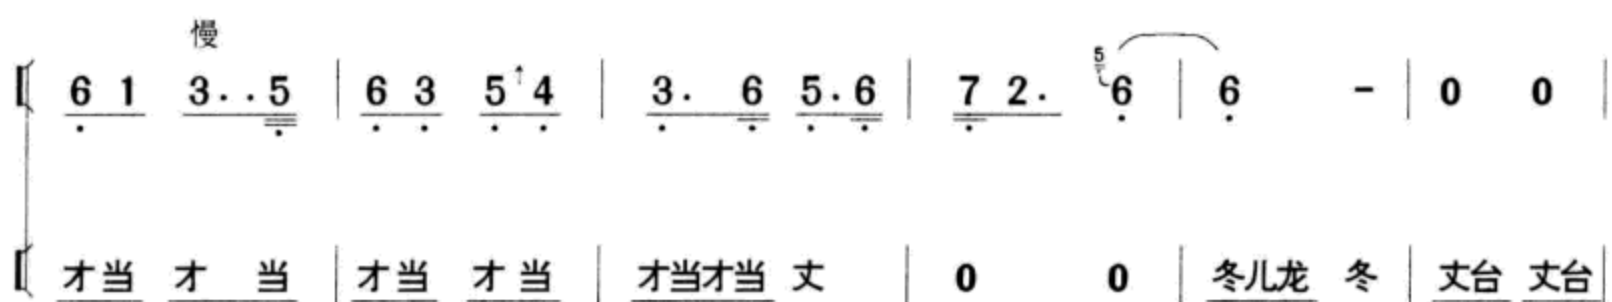 慢
6 1 3. . 5 | 6 3 5 ↑4 | 3. 6 5. 6 | 7 2. 5 6 | 6 - | 0 0 |
才当 才 当 | 才当 才当 | 才当才当 丈 | 0 0 | 冬儿龙 冬 | 丈台 丈台 |